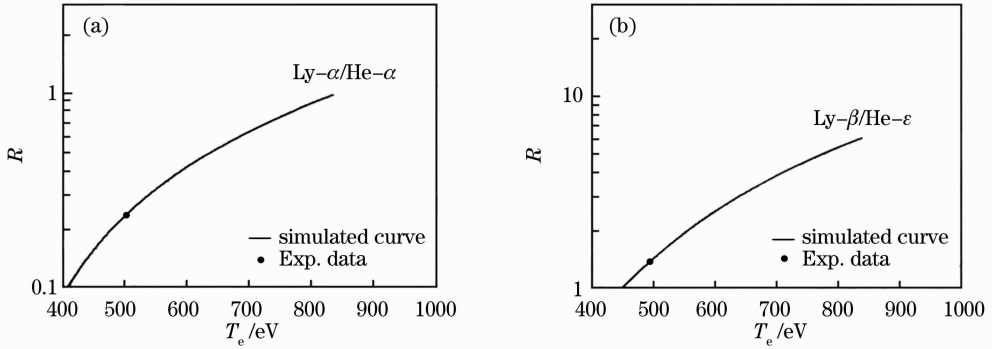 (a)
Ly-α/He-α
1
R
simulated curve
Exp. data
0.1
400 500 600 700 800 900 1000
Te /eV
(b)
10
Ly-β/He-ε
R
simulated curve
Exp. data
1
400 500 600 700 800 900 1000
Te /eV